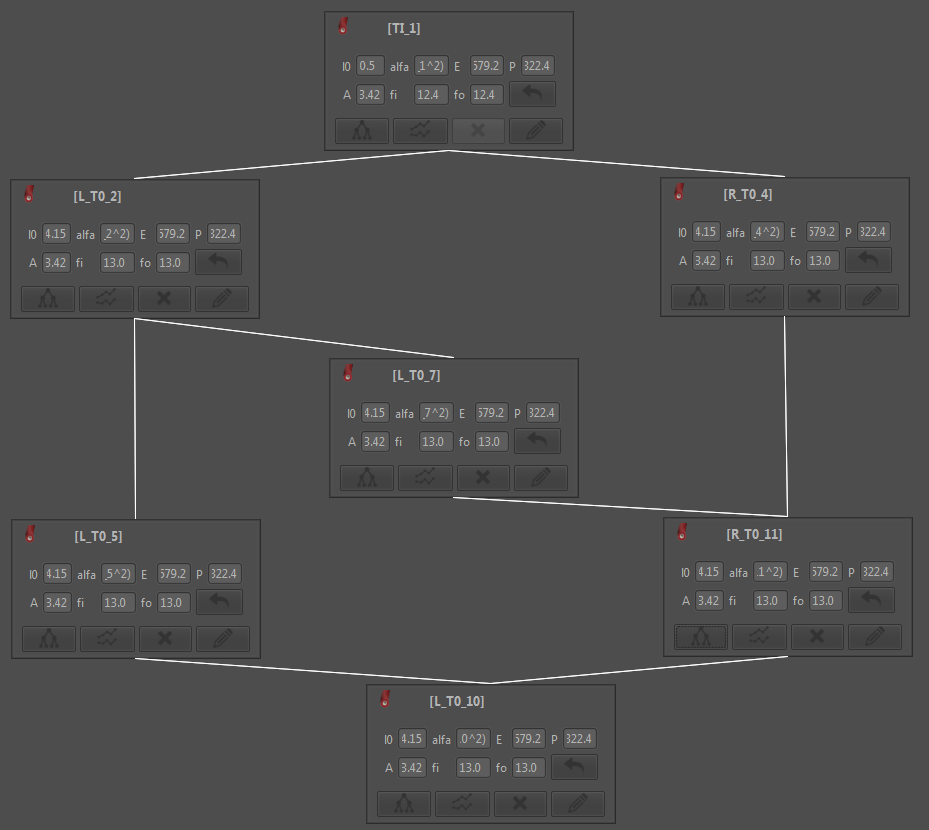 [TI_1]
I0 0.5 alfa .1^2) E 579.2 P 322.4
A 3.42 fi 12.4 fo 12.4
[L_T0_2]
I0 4.15 alfa .2^2) E 579.2 P 322.4
A 3.42 fi 13.0 fo 13.0
[R_T0_4]
I0 4.15 alfa .4^2) E 579.2 P 322.4
A 3.42 fi 13.0 fo 13.0
[L_T0_7]
I0 4.15 alfa .7^2) E 579.2 P 322.4
A 3.42 fi 13.0 fo 13.0
[L_T0_5]
I0 4.15 alfa .5^2) E 579.2 P 322.4
A 3.42 fi 13.0 fo 13.0
[R_T0_11]
I0 4.15 alfa .1^2) E 579.2 P 322.4
A 3.42 fi 13.0 fo 13.0
[L_T0_10]
I0 4.15 alfa .0^2) E 579.2 P 322.4
A 3.42 fi 13.0 fo 13.0